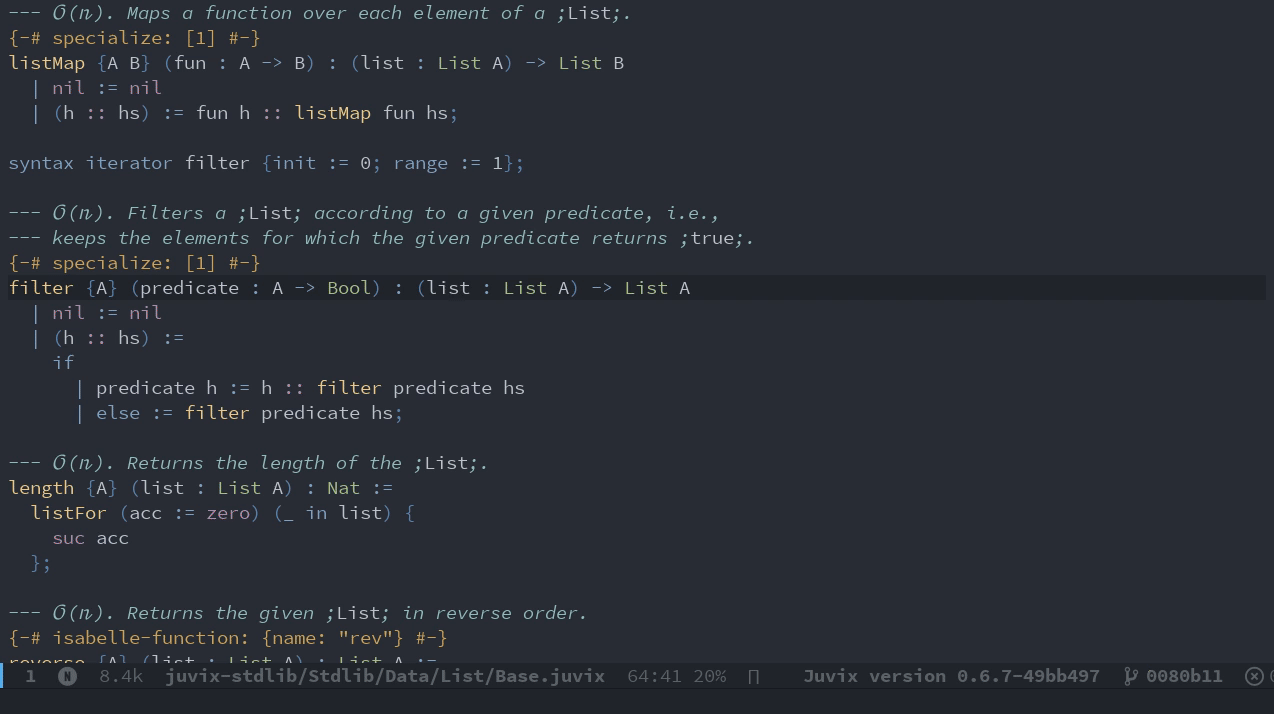 --- 𝒪(𝓃). Maps a function over each element of a ;List;.
{-# specialize: [1] #-}
listMap {A B} (fun : A -> B) : (list : List A) -> List B
  | nil := nil
  | (h :: hs) := fun h :: listMap fun hs;
syntax iterator filter {init := 0; range := 1};
--- 𝒪(𝓃). Filters a ;List; according to a given predicate, i.e.,
--- keeps the elements for which the given predicate returns ;true;.
{-# specialize: [1] #-}
filter {A} (predicate : A -> Bool) : (list : List A) -> List A
  | nil := nil
  | (h :: hs) :=
    if
      | predicate h := h :: filter predicate hs
      | else := filter predicate hs;
--- 𝒪(𝓃). Returns the length of the ;List;.
length {A} (list : List A) : Nat :=
  listFor (acc := zero) (_ in list) {
    suc acc
  };
--- 𝒪(𝓃). Returns the given ;List; in reverse order.
{-# isabelle-function: {name: "rev"} #-}
reverse {A} (list : List A) : List A :=
1 N 8.4k juvix-stdlib/Stdlib/Data/List/Base.juvix 64:41 20% ∏ Juvix version 0.6.7-49bb497 0080b11